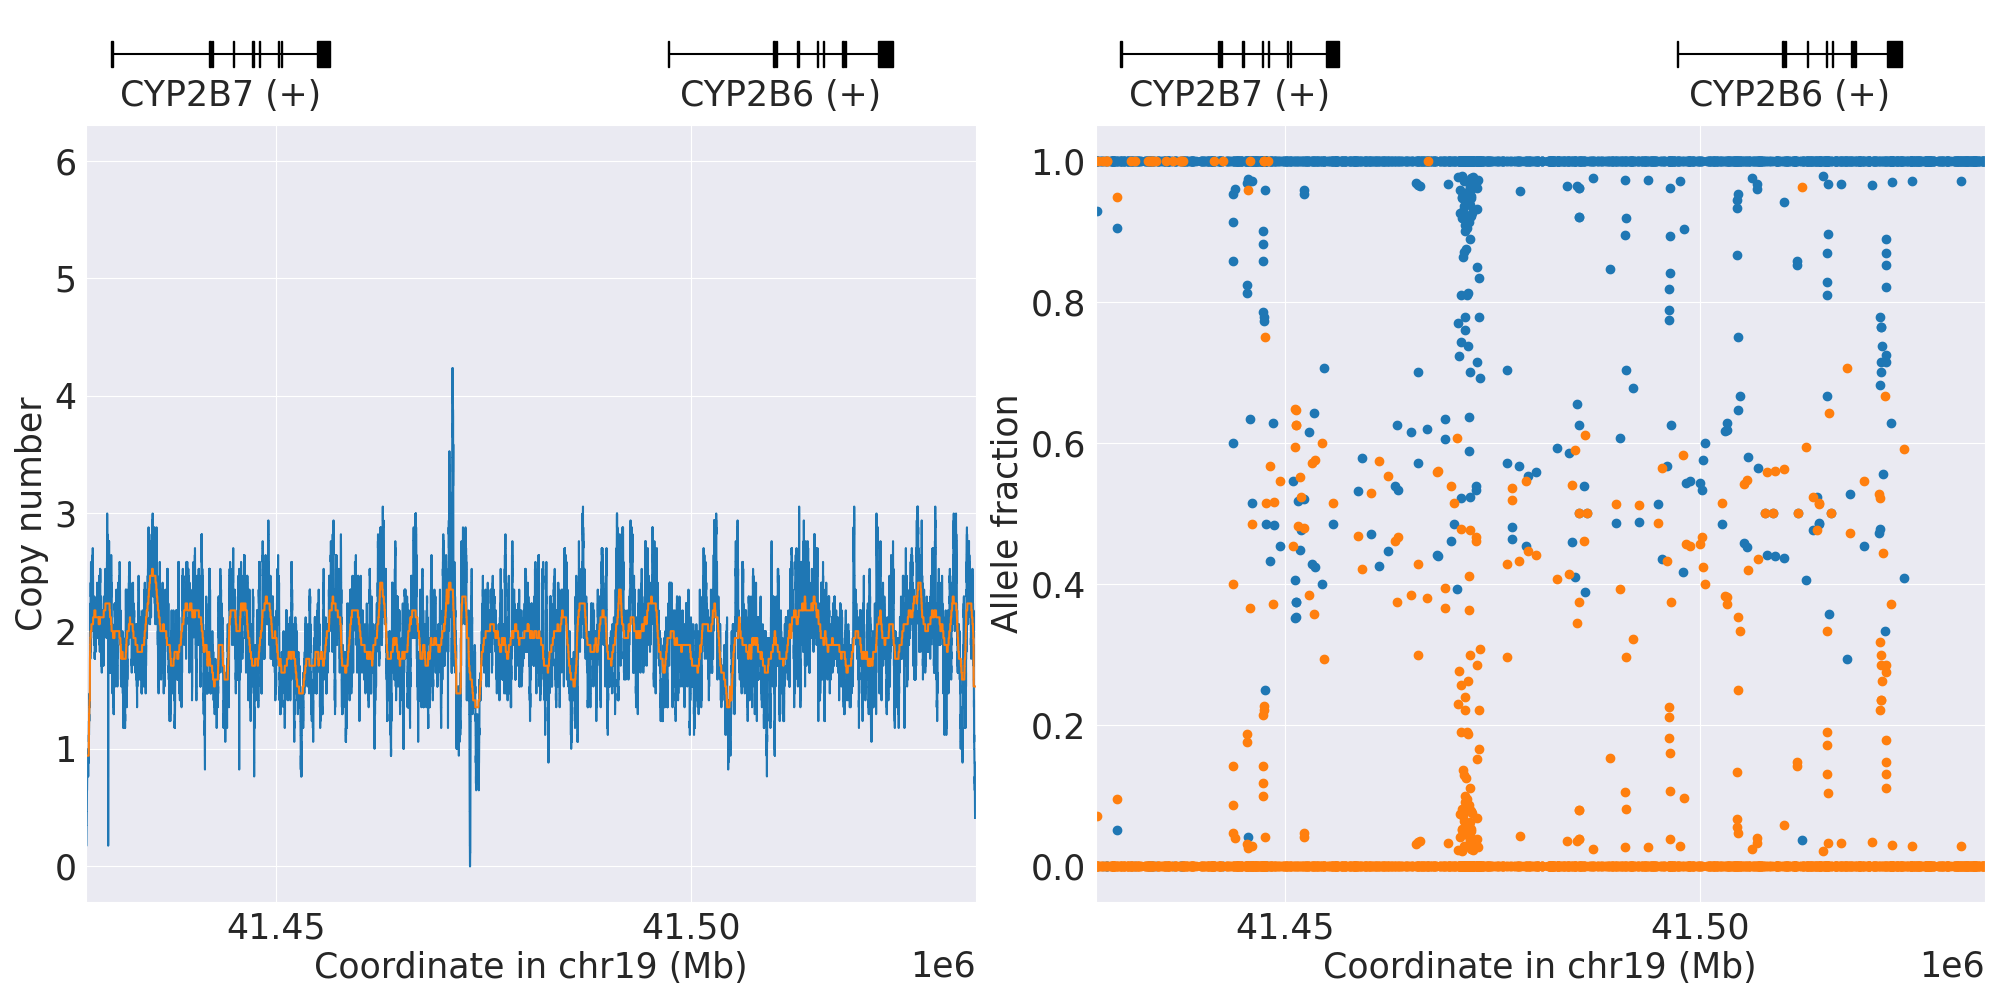 CYP2B7 (+)
CYP2B6 (+)
6
5
4
3
2
1
0
Copy number
41.45
41.50
Coordinate in chr19 (Mb)
1e6
CYP2B7 (+)
CYP2B6 (+)
1.0
0.8
0.6
0.4
0.2
0.0
Allele fraction
41.45
41.50
Coordinate in chr19 (Mb)
1e6